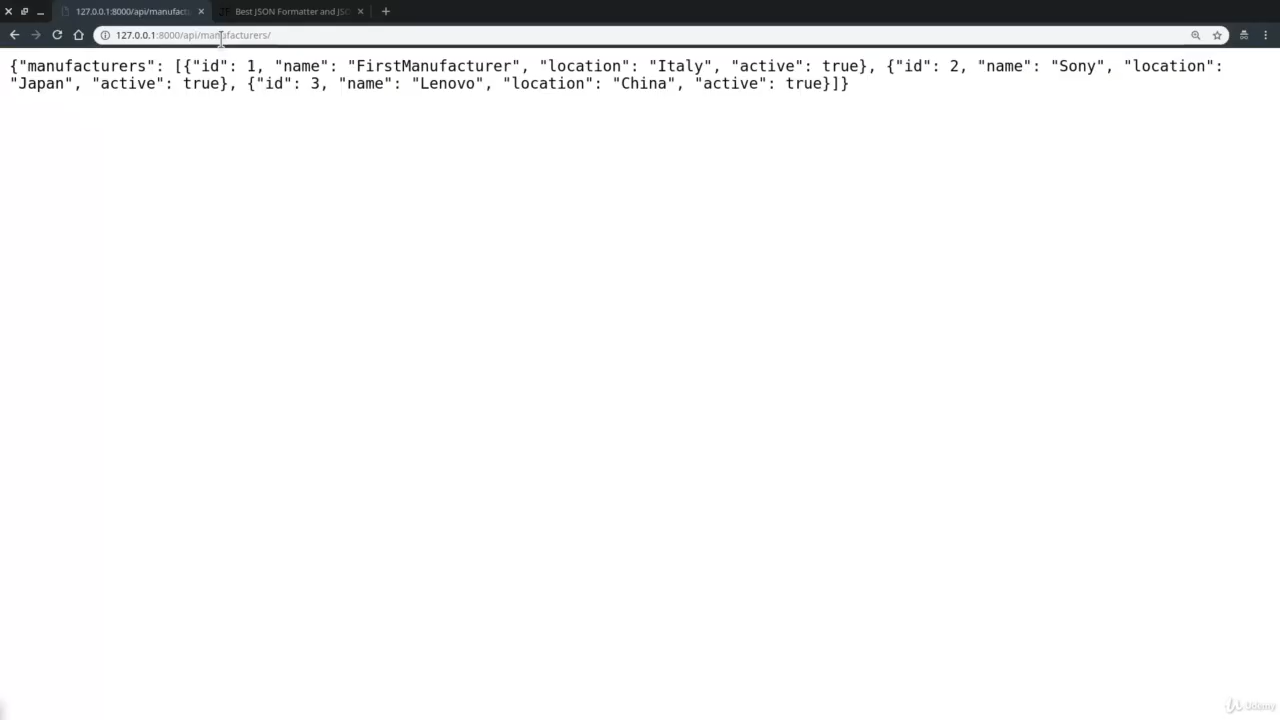 127.0.0.1:8000/api/manufactu
Best JSON Formatter and JSO
127.0.0.1:8000/api/manufacturers/
{"manufacturers": [{"id": 1, "name": "FirstManufacturer", "location": "Italy", "active": true}, {"id": 2, "name": "Sony", "location":
"Japan", "active": true}, {"id": 3, "name": "Lenovo", "location": "China", "active": true}]}
Udemy